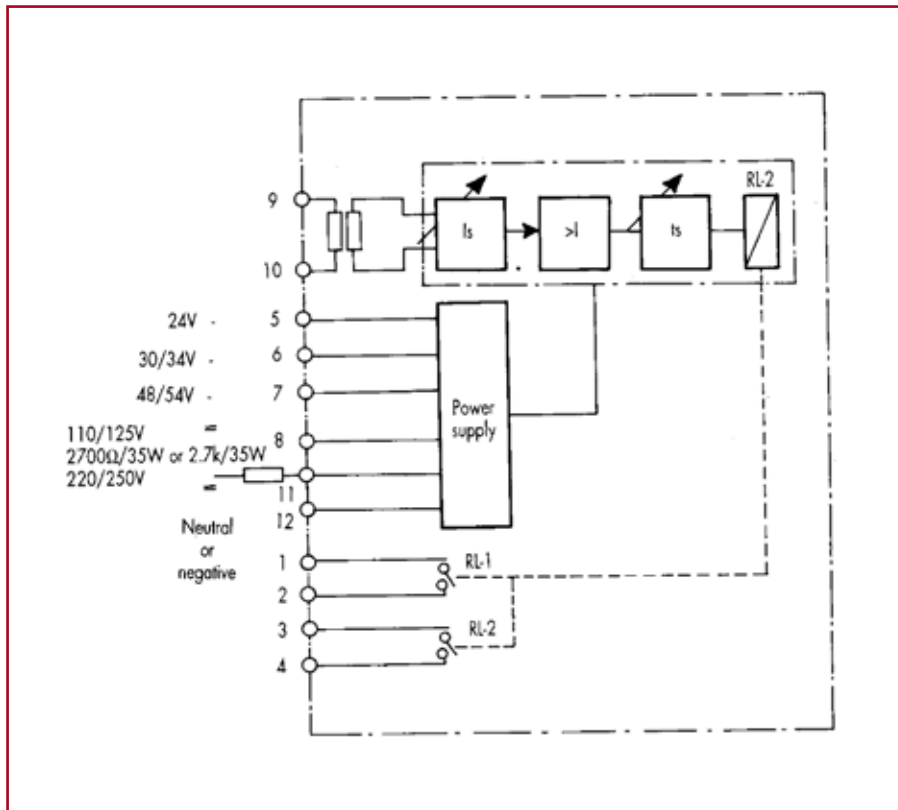 9
10
Is
>I
ts
RL-2
24V -
5
30/34V -
6
48/54V -
7
110/125V =
8
2700Ω/35W or 2.7k/35W
220/250V =
11
12
Power
supply
Neutral
or
negative
1
RL-1
2
3
RL-2
4